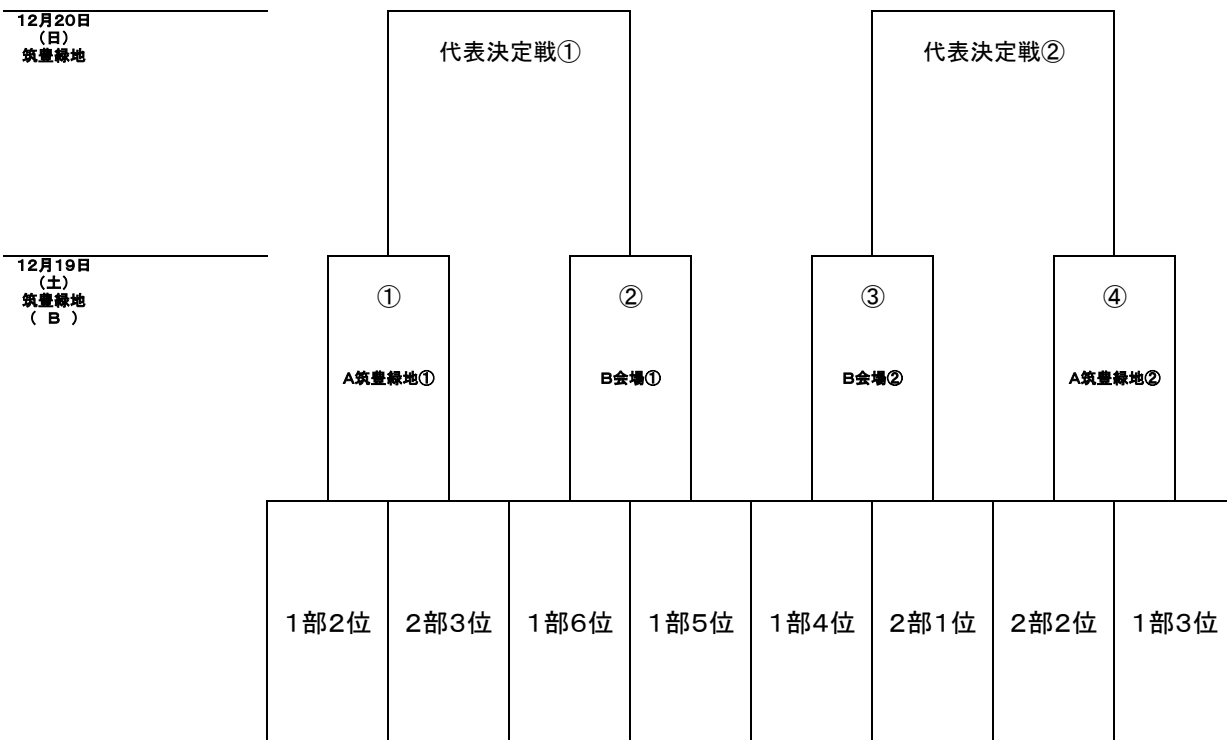 12月20日
（日）
筑豊緑地
代表決定戦①
代表決定戦②
12月19日
（土）
筑豊緑地
（ Ｂ ）
①
②
③
④
A筑豊緑地①
B会場①
B会場②
A筑豊緑地②
１部２位
２部３位
１部６位
１部５位
１部４位
２部１位
２部２位
１部３位